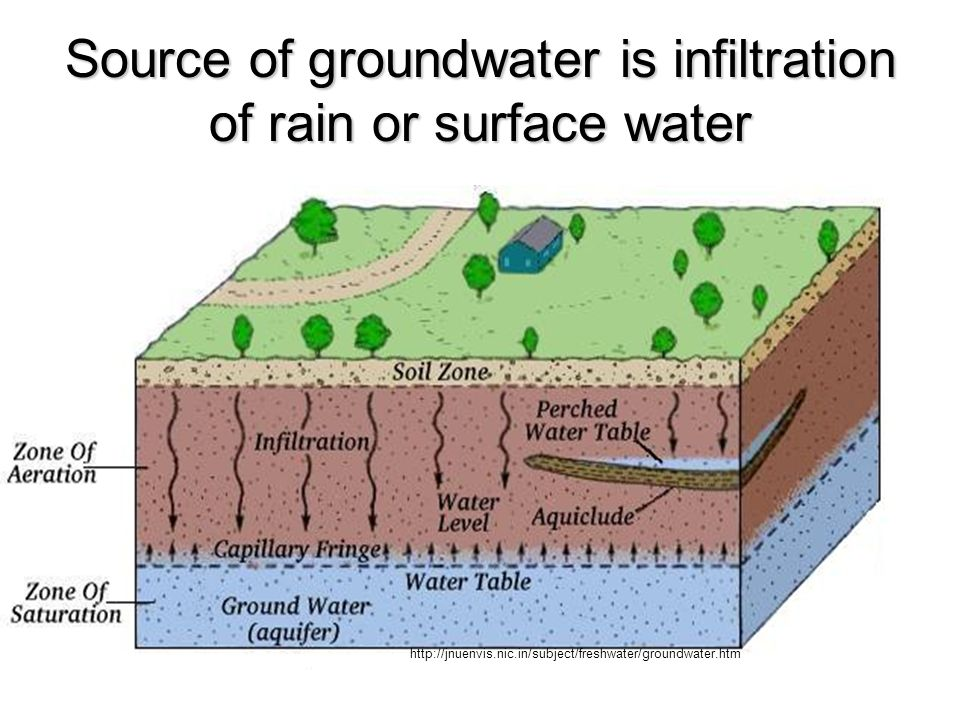 Source of groundwater is infiltration
of rain or surface water
Soil Zone
Perched
Water Table
Infiltration
Zone Of
Aeration
Water
Level
Aquiclude
Capillary Fringe
Water Table
Zone Of
Saturation
Ground Water
(aquifer)
http://jnuenvis.nic.in/subject/freshwater/groundwater.htm